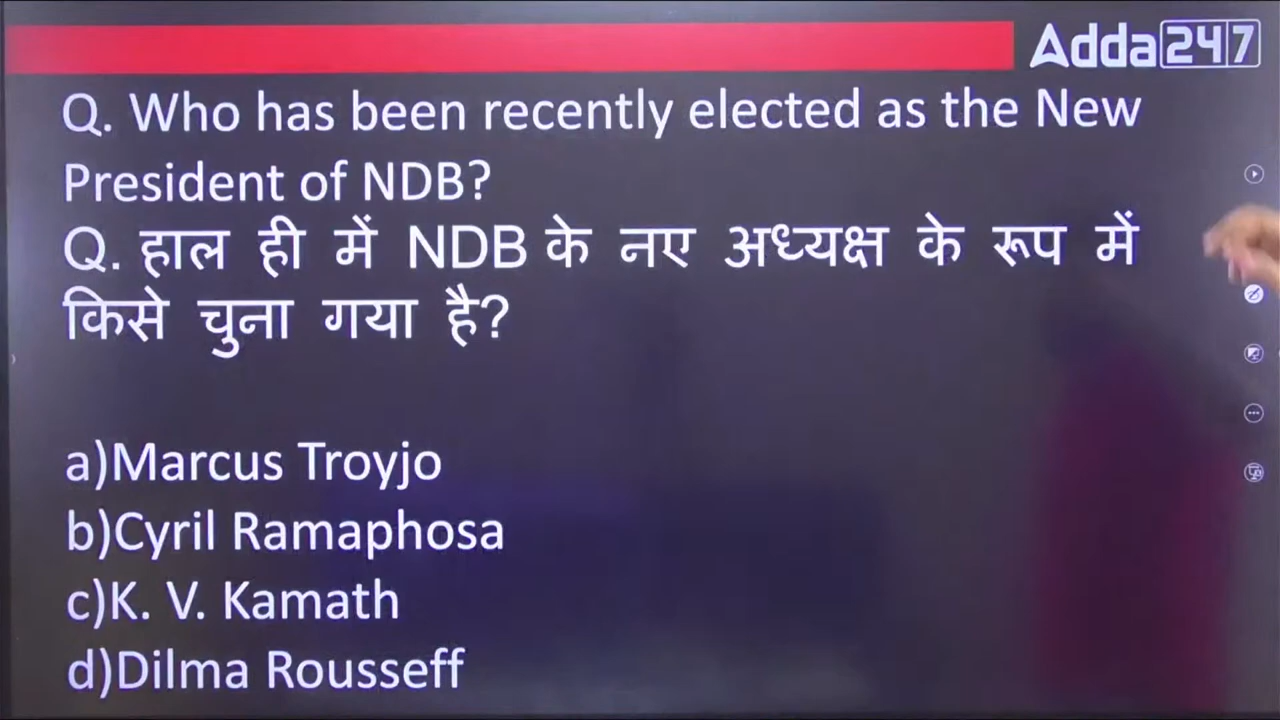 Adda247
Q. Who has been recently elected as the New
President of NDB?
Q. हाल ही में NDB के नए अध्यक्ष के रूप में
किसे चुना गया है?
a)Marcus Troyjo
b)Cyril Ramaphosa
c)K. V. Kamath
d)Dilma Rousseff